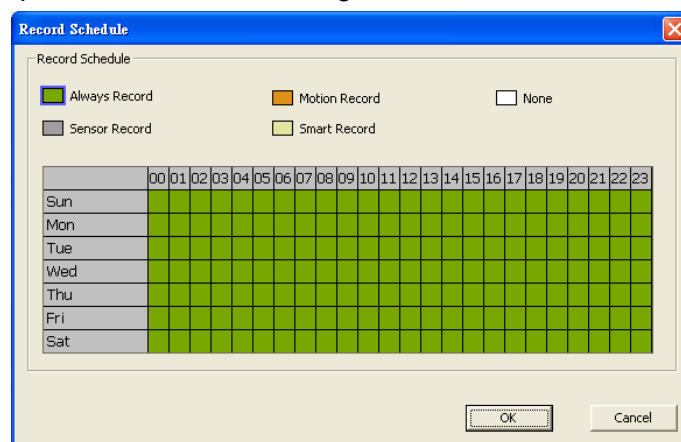 Record Schedule
Record Schedule
Always Record Motion Record None
Sensor Record Smart Record
00 01 02 03 04 05 06 07 08 09 10 11 12 13 14 15 16 17 18 19 20 21 22 23
Sun
Mon
Tue
Wed
Thu
Fri
Sat
OK Cancel